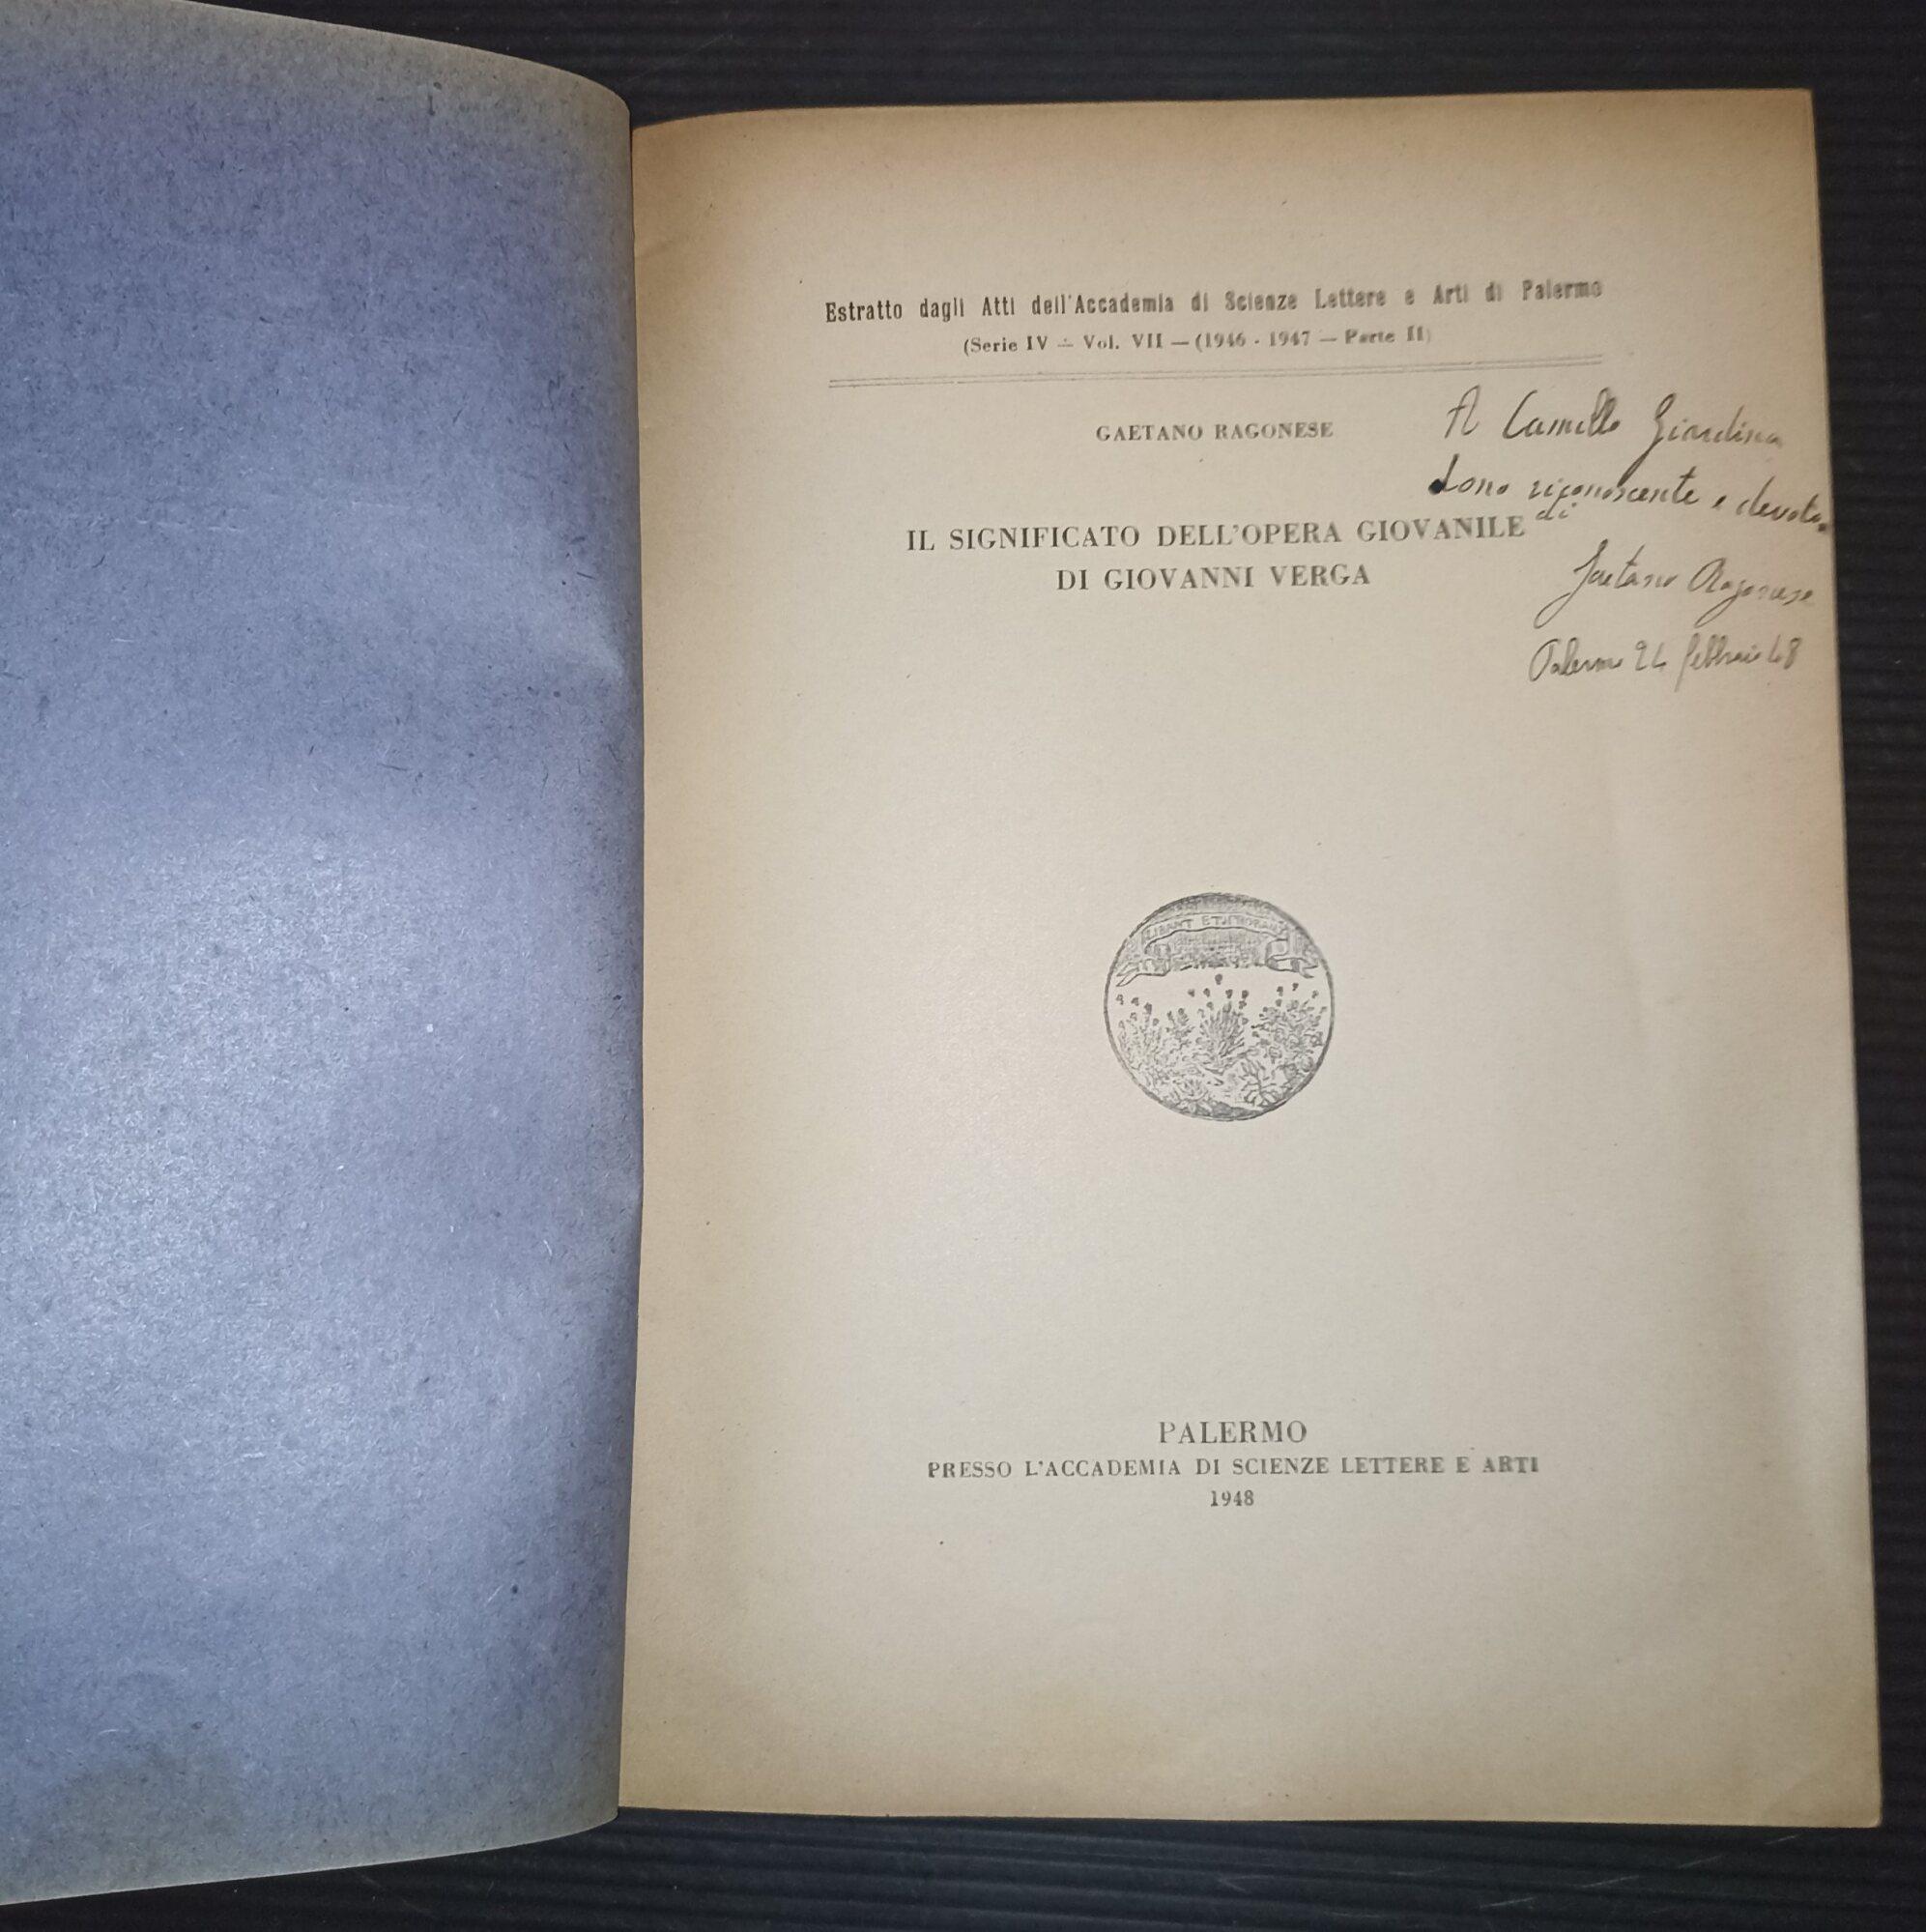 Estratto dagli Atti dell'Accademia di Scienze Lettere e Arti di Palermo
(Serie IV - Vol. VII — (1946 - 1947 — Parte II)
GAETANO RAGONESE
A Camillo Giardina
dono riconoscente e devoto
di
Gaetano Ragonese
Palermo 24 febbraio 48
IL SIGNIFICATO DELL'OPERA GIOVANILE
DI GIOVANNI VERGA
LIBANT ET
PALERMO
PRESSO L'ACCADEMIA DI SCIENZE LETTERE E ARTI
1948